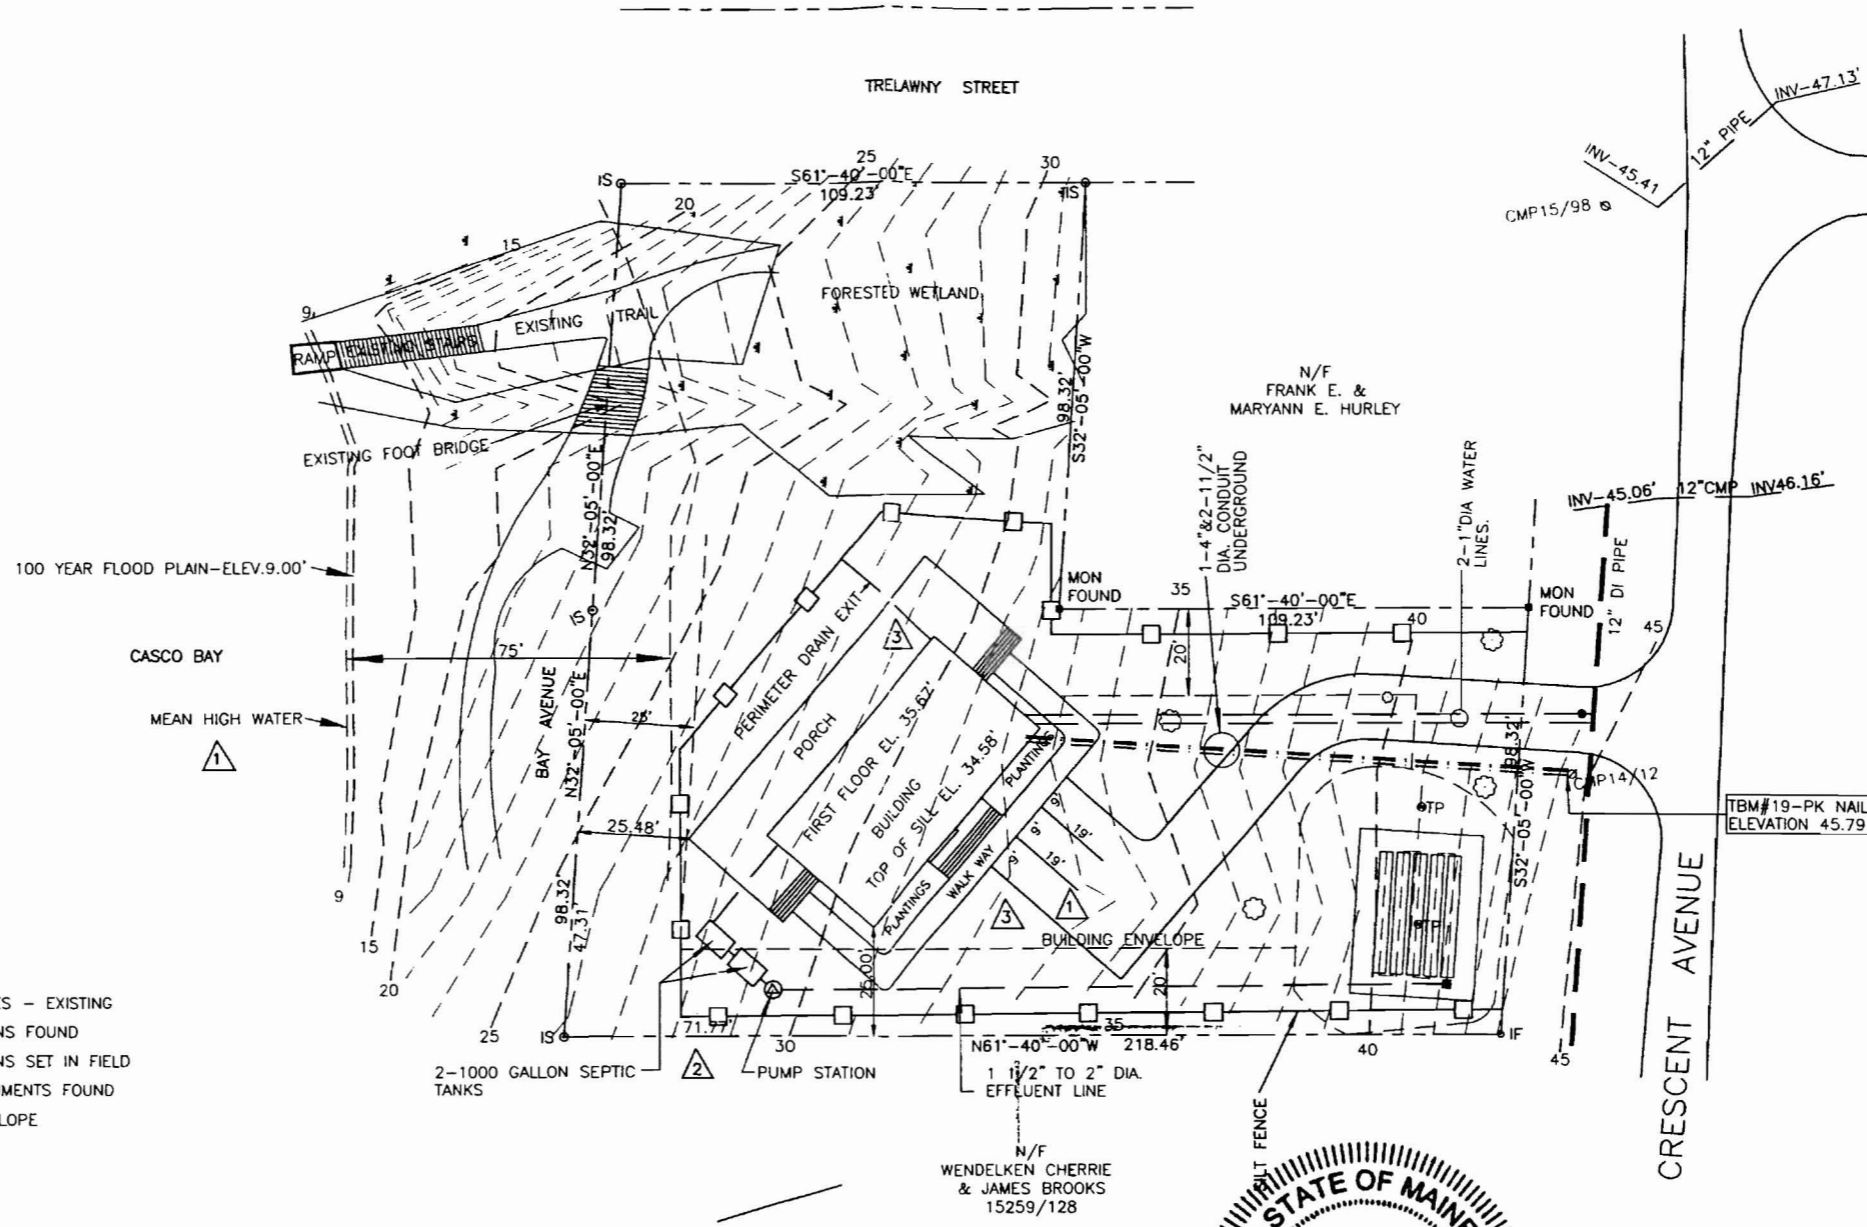 TRELAWNY STREET
INV-47.13'
12" PIPE
INV-45.41
CMP15/98
25
30
S61°-40'-00"E
109.23'
IS
IS
20
15
9
FORESTED WETLAND
EXISTING TRAIL
RAMP
EXISTING STAIRS
N/F
FRANK E. &
MARYANN E. HURLEY
98.32'
S32°-05'-00"W
EXISTING FOOT BRIDGE
N32°-05'-00"E
98.32'
1-4"&2-11/2"
DIA. CONDUIT
UNDERGROUND
2-1"DIA WATER
LINES.
INV-45.06'
12"CMP INV46.16'
12" DI PIPE
100 YEAR FLOOD PLAIN-ELEV.9.00'
MON
FOUND
35
S61°-40'-00"E
109.23'
40
MON
FOUND
45
IS
CASCO BAY
75'
20'
PERIMETER DRAIN EXIT
3
PORCH
FIRST FLOOR EL. 35.67'
BUILDING
TOP OF SILL EL. 34.58'
PLANTINGS
MEAN HIGH WATER
1
BAY AVENUE
N32°-05'-00"E
25'
98.32'
S32°-05'-00"W
CMP14/12
TBM#19-PK NAIL
ELEVATION 45.79
TP
25.48'
9'
9'
9'
19'
19'
WALK WAY
PLANTINGS
3
1
TP
BUILDING ENVELOPE
9
98.32'
47.31'
15
20
25.00'
20'
25
IS
71.77'
30
35
N61°-40'-00"W 218.46'
40
IF
45
2-1000 GALLON SEPTIC
TANKS
2
PUMP STATION
1 1/2" TO 2" DIA.
EFFLUENT LINE
ES - EXISTING
NS FOUND
NS SET IN FIELD
UMENTS FOUND
LOPE
SILT FENCE
N/F
WENDELKEN CHERRIE
& JAMES BROOKS
15259/128
CRESCENT AVENUE
STATE OF MAINE